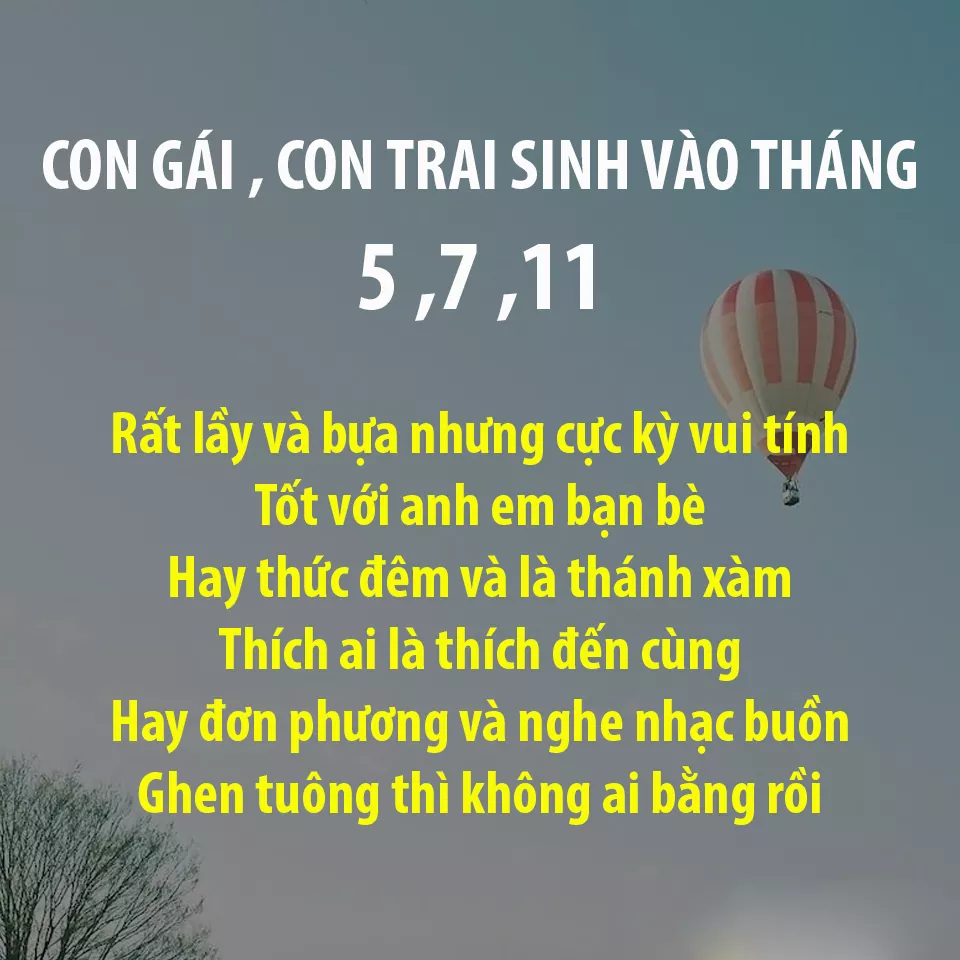 CON GÁI , CON TRAI SINH VÀO THÁNG
5 ,7 ,11
Rất lầy và bựa nhưng cực kỳ vui tính
Tốt với anh em bạn bè
Hay thức đêm và là thánh xàm
Thích ai là thích đến cùng
Hay đơn phương và nghe nhạc buồn
Ghen tuông thì không ai bằng rồi